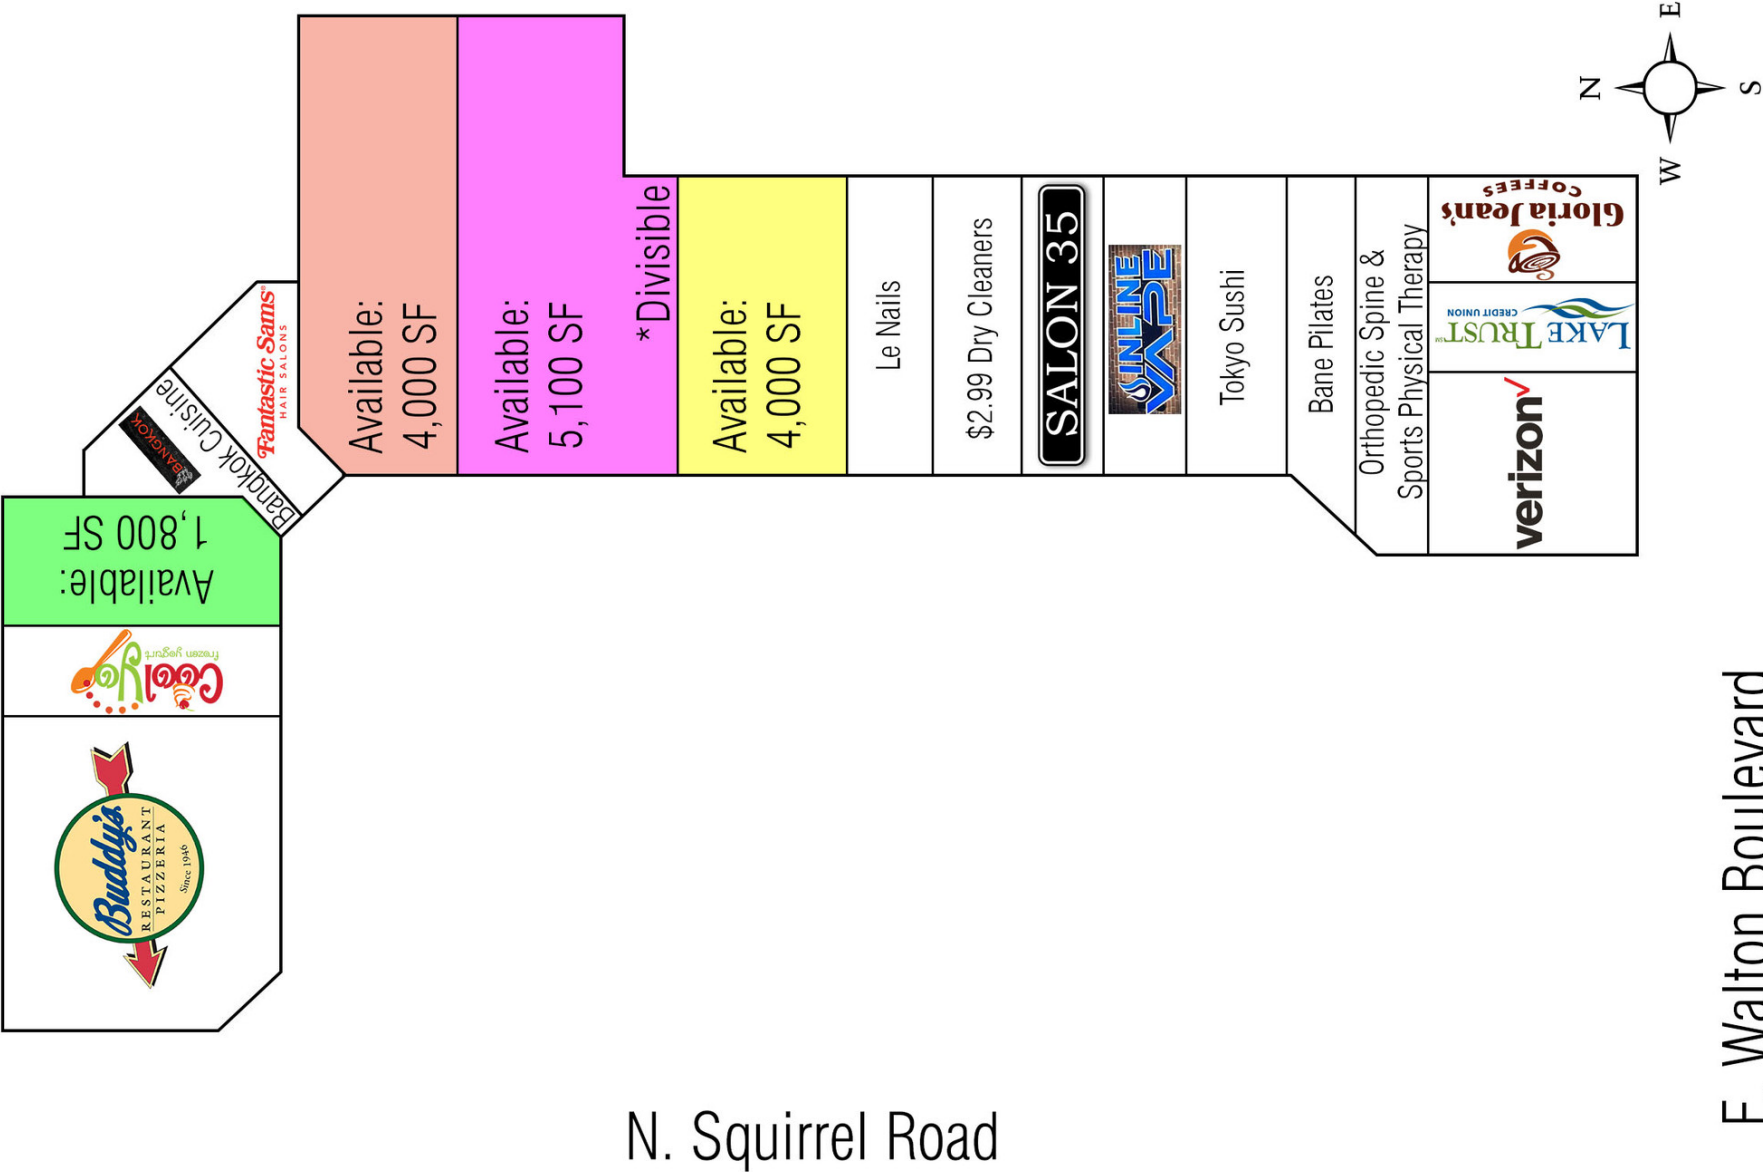 E
N
S
W
Available:
4,000 SF
Available:
5,100 SF
*Divisible
Available:
4,000 SF
Le Nails
$2.99 Dry Cleaners
SALON 35
INLINE
VAPE
Tokyo Sushi
Bane Pilates
Orthopedic Spine &
Sports Physical Therapy
Gloria Jean's
COFFEES
LAKE TRUST
CREDIT UNION
verizon
Fantastic Sams
HAIR SALONS
BANGKOK
Bangkok Cuisine
Available:
1,800 SF
CoolYo
frozen yogurt
Buddy's
RESTAURANT
PIZZERIA
Since 1946
N. Squirrel Road
E. Walton Boulevard